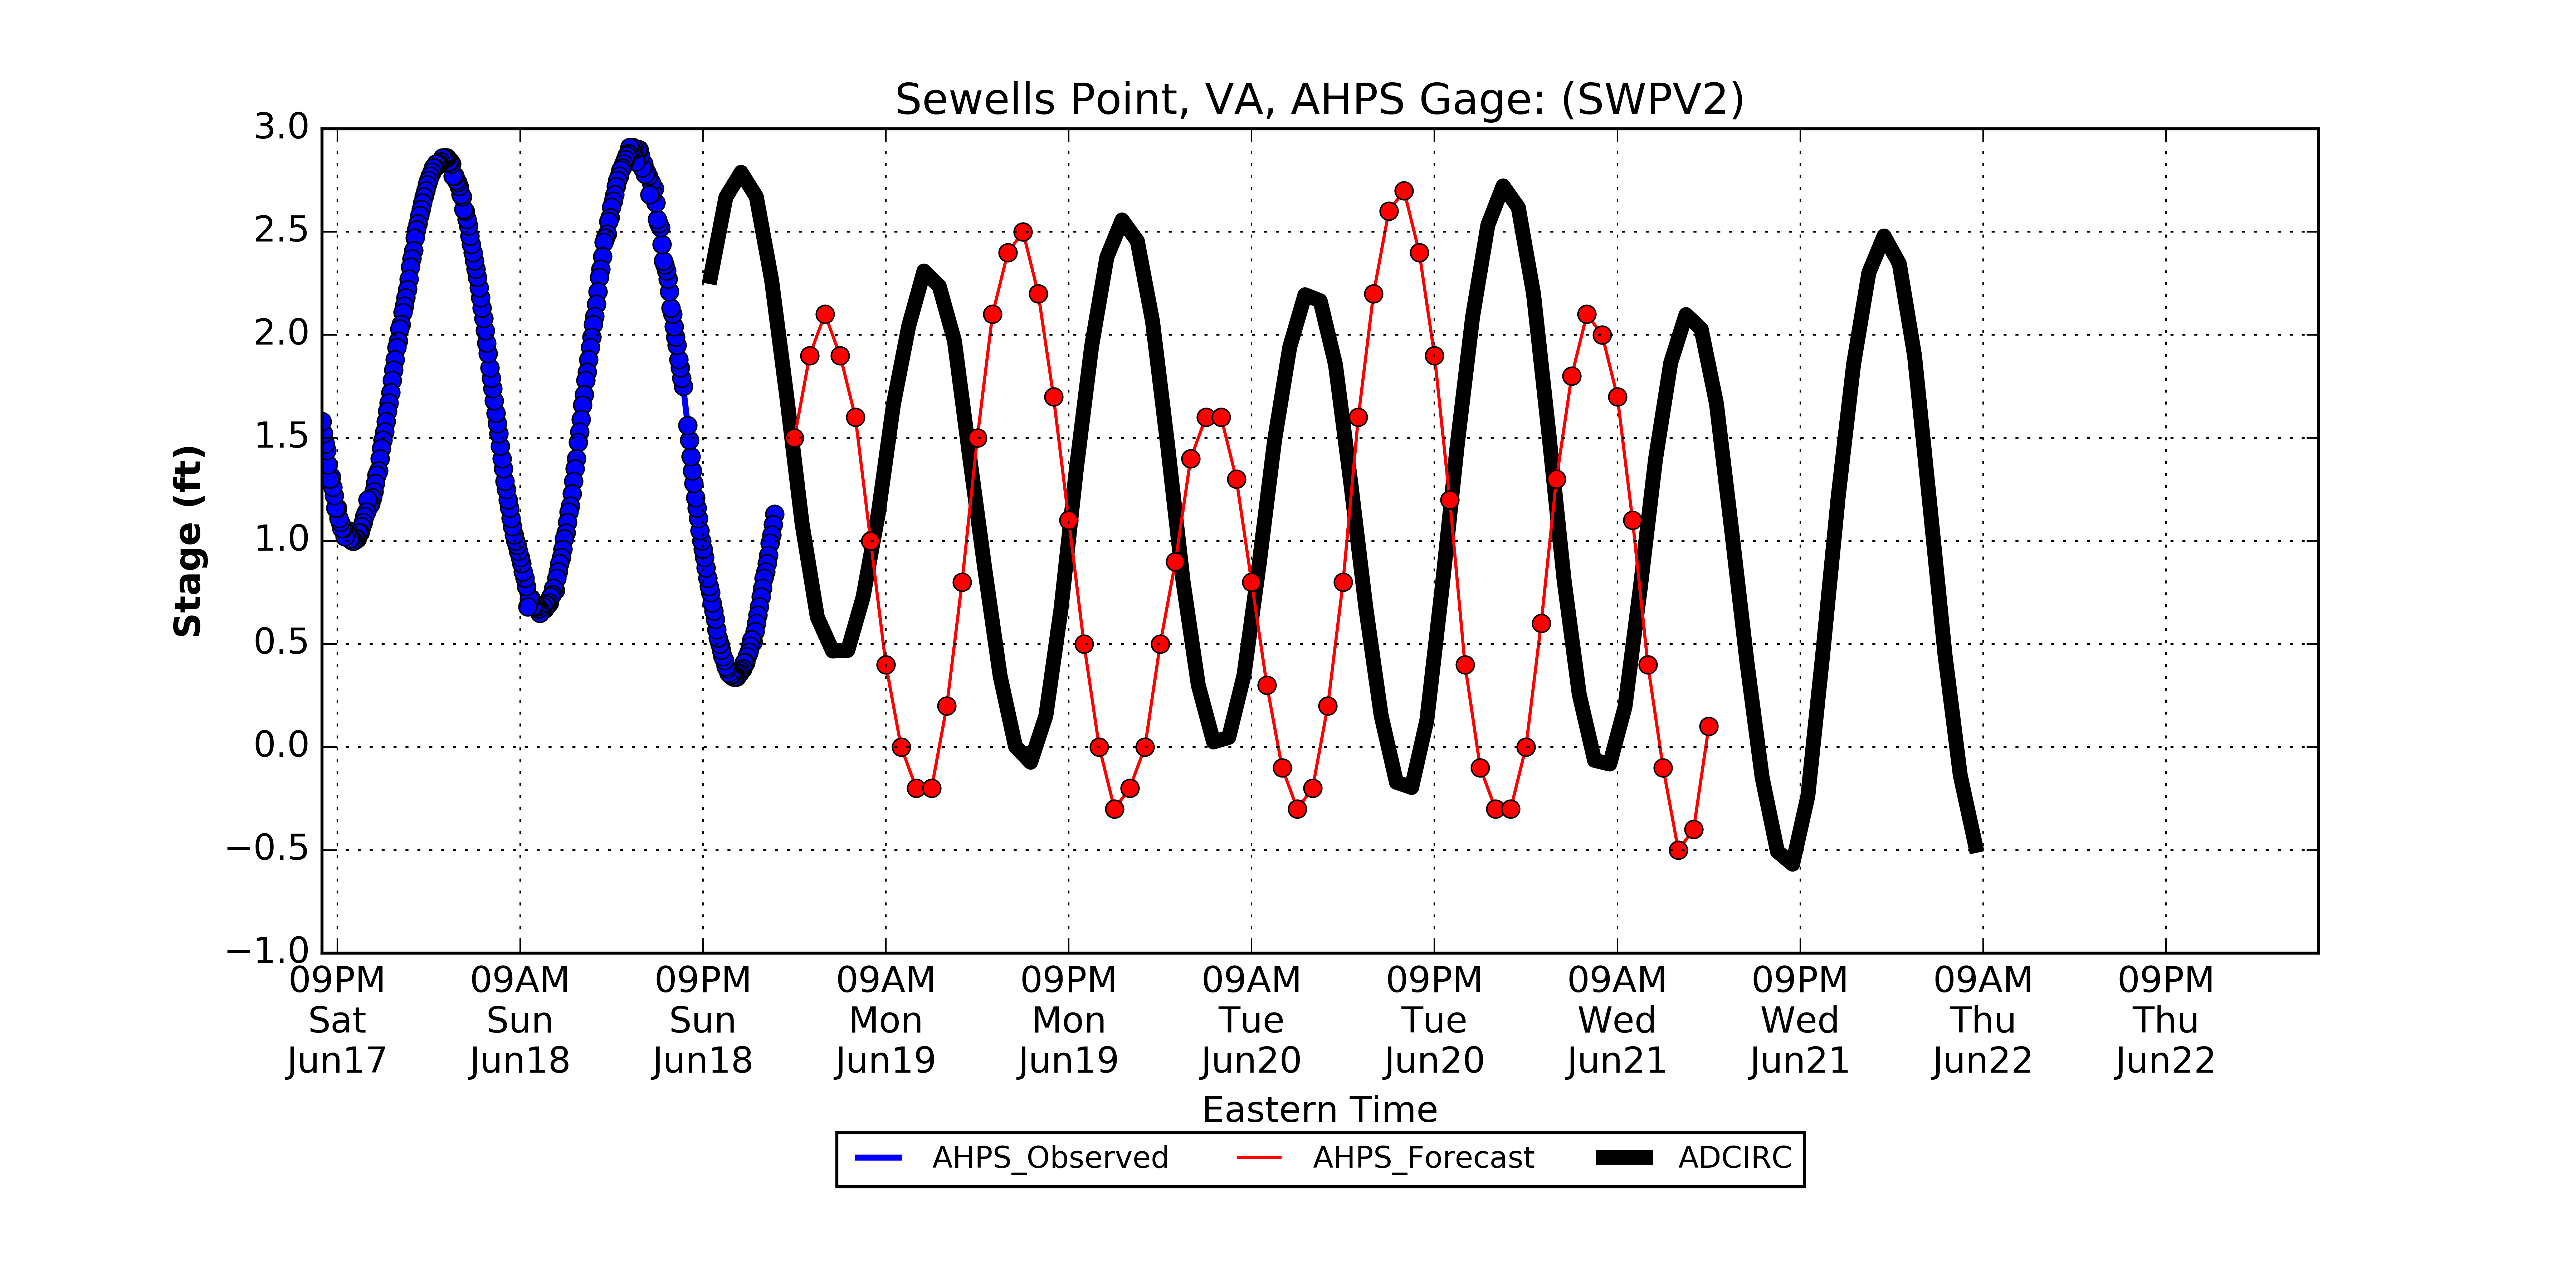 Sewells Point, VA, AHPS Gage: (SWPV2)
3.0
2.5
2.0
1.5
1.0
0.5
0.0
−0.5
−1.0
Stage (ft)
09PM 09AM 09PM 09AM 09PM 09AM 09PM 09AM 09PM 09AM 09PM
Sat Sun Sun Mon Mon Tue Tue Wed Wed Thu Thu
Jun17 Jun18 Jun18 Jun19 Jun19 Jun20 Jun20 Jun21 Jun21 Jun22 Jun22
Eastern Time
AHPS_Observed AHPS_Forecast ADCIRC